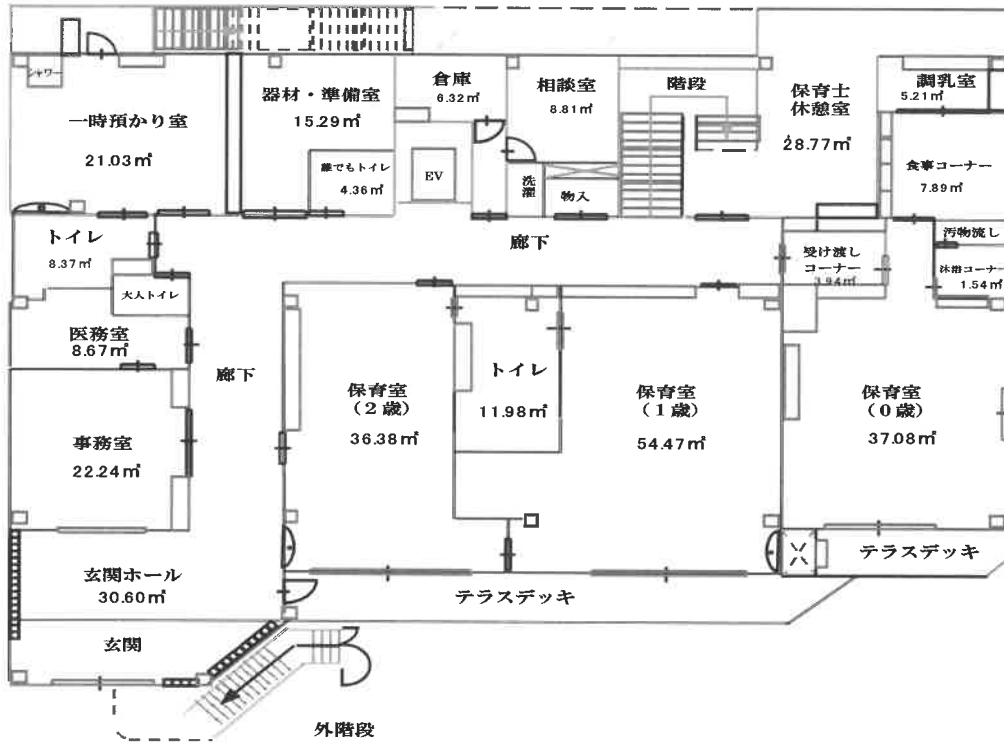 シャワー
一時預かり室
21.03㎡
器材・準備室
15.29㎡
誰でもトイレ
4.36㎡
倉庫
6.32㎡
EV
相談室
8.81㎡
洗濯
物入
階段
保育士
休憩室
28.77㎡
調乳室
5.21㎡
食事コーナー
7.89㎡
汚物流し
沐浴コーナー
1.54㎡
受け渡し
コーナー
3.94㎡
廊下
トイレ
8.37㎡
大人トイレ
医務室
8.67㎡
廊下
事務室
22.24㎡
保育室
(2歳)
36.38㎡
トイレ
11.98㎡
保育室
(1歳)
54.47㎡
保育室
(0歳)
37.08㎡
テラスデッキ
テラスデッキ
玄関ホール
30.60㎡
玄関
外階段